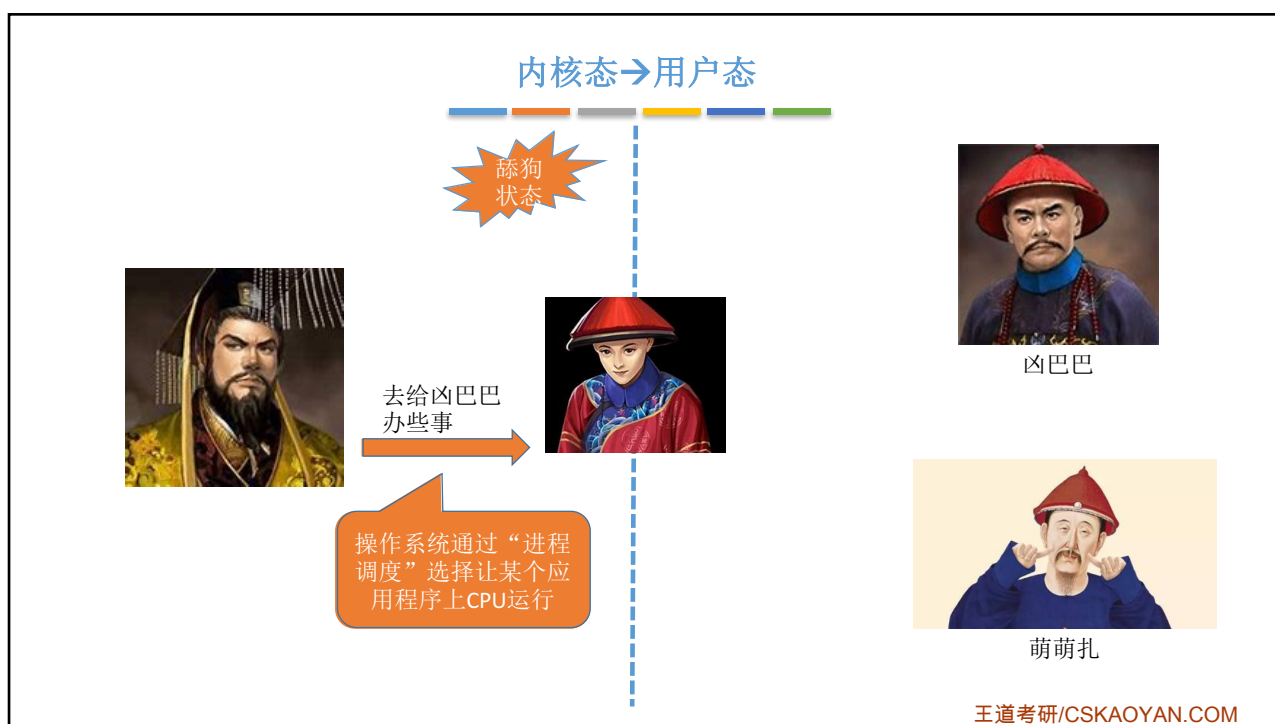 内核态→用户态
舔狗
状态
凶巴巴
去给凶巴巴
办些事
操作系统通过“进程
调度”选择让某个应
用程序上CPU运行
萌萌扎
王道考研/CSKAOYAN.COM